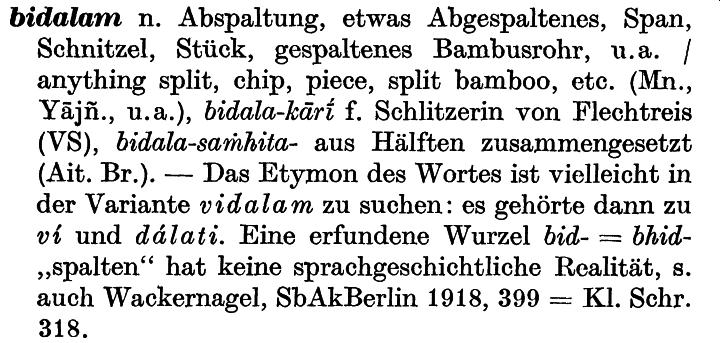 bidalam n. Abspaltung, etwas Abgespaltenes, Span,
Schnitzel, Stück, gespaltenes Bambusrohr, u.a. /
anything split, chip, piece, split bamboo, etc. (Mn.,
Yājñ., u.a.), bidala-kārī́ f. Schlitzerin von Flechtreis
(VS), bidala-saṁhita- aus Hälften zusammengesetzt
(Ait. Br.). — Das Etymon des Wortes ist vielleicht in
der Variante vidalam zu suchen: es gehörte dann zu
ví und dálati. Eine erfundene Wurzel bid- = bhid-
„spalten“ hat keine sprachgeschichtliche Realität, s.
auch Wackernagel, SbAkBerlin 1918, 399 = Kl. Schr.
318.